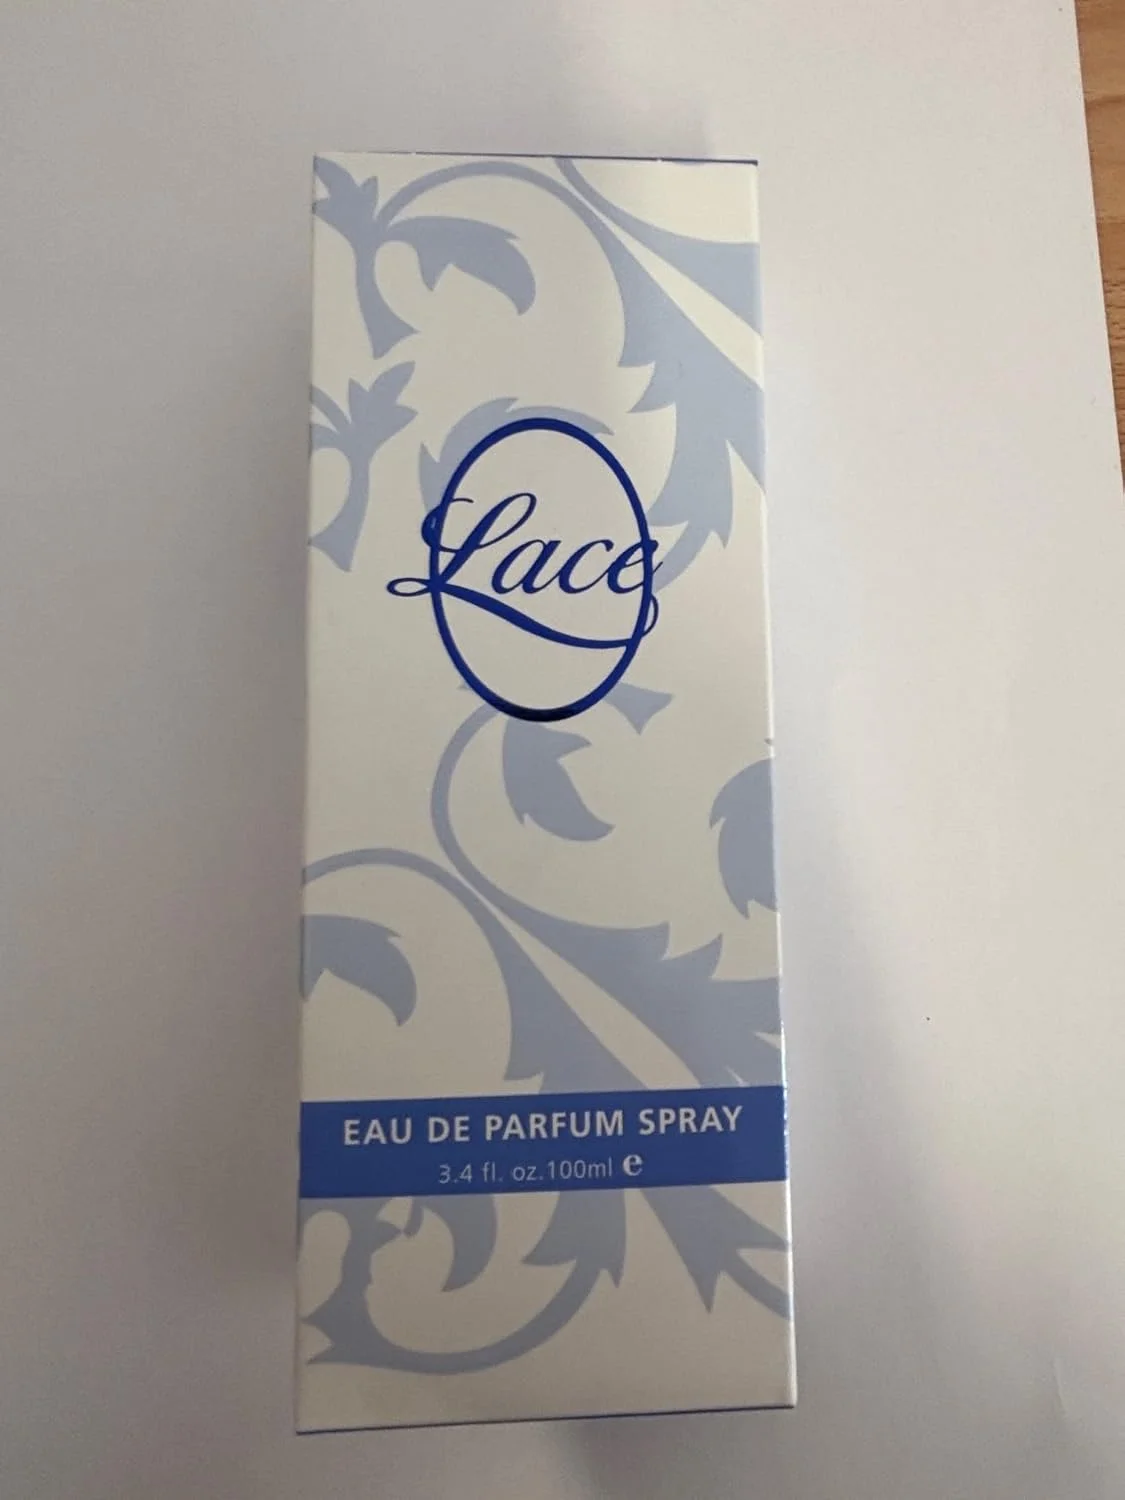 Lace
EAU DE PARFUM SPRAY
3.4 fl. oz.100ml e